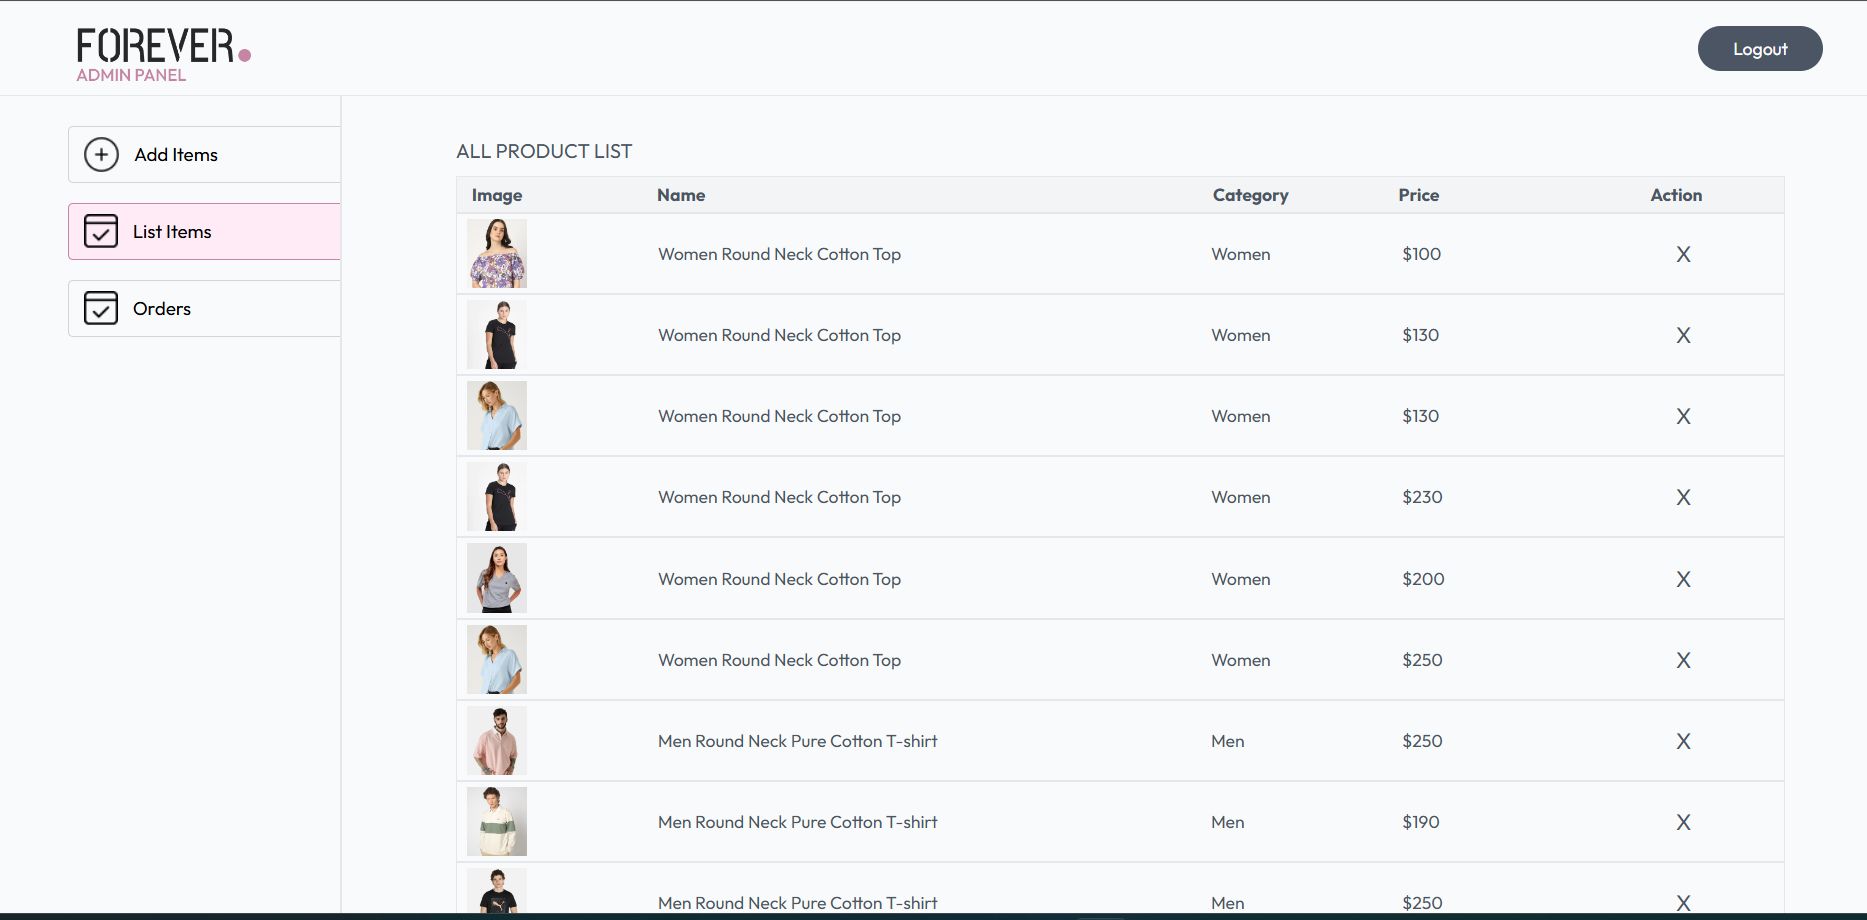 FOREVER.
ADMIN PANEL
Logout
Add Items
List Items
Orders
ALL PRODUCT LIST
Image Name Category Price Action
Women Round Neck Cotton Top Women $100 X
Women Round Neck Cotton Top Women $130 X
Women Round Neck Cotton Top Women $130 X
Women Round Neck Cotton Top Women $230 X
Women Round Neck Cotton Top Women $200 X
Women Round Neck Cotton Top Women $250 X
Men Round Neck Pure Cotton T-shirt Men $250 X
Men Round Neck Pure Cotton T-shirt Men $190 X
Men Round Neck Pure Cotton T-shirt Men $250 X